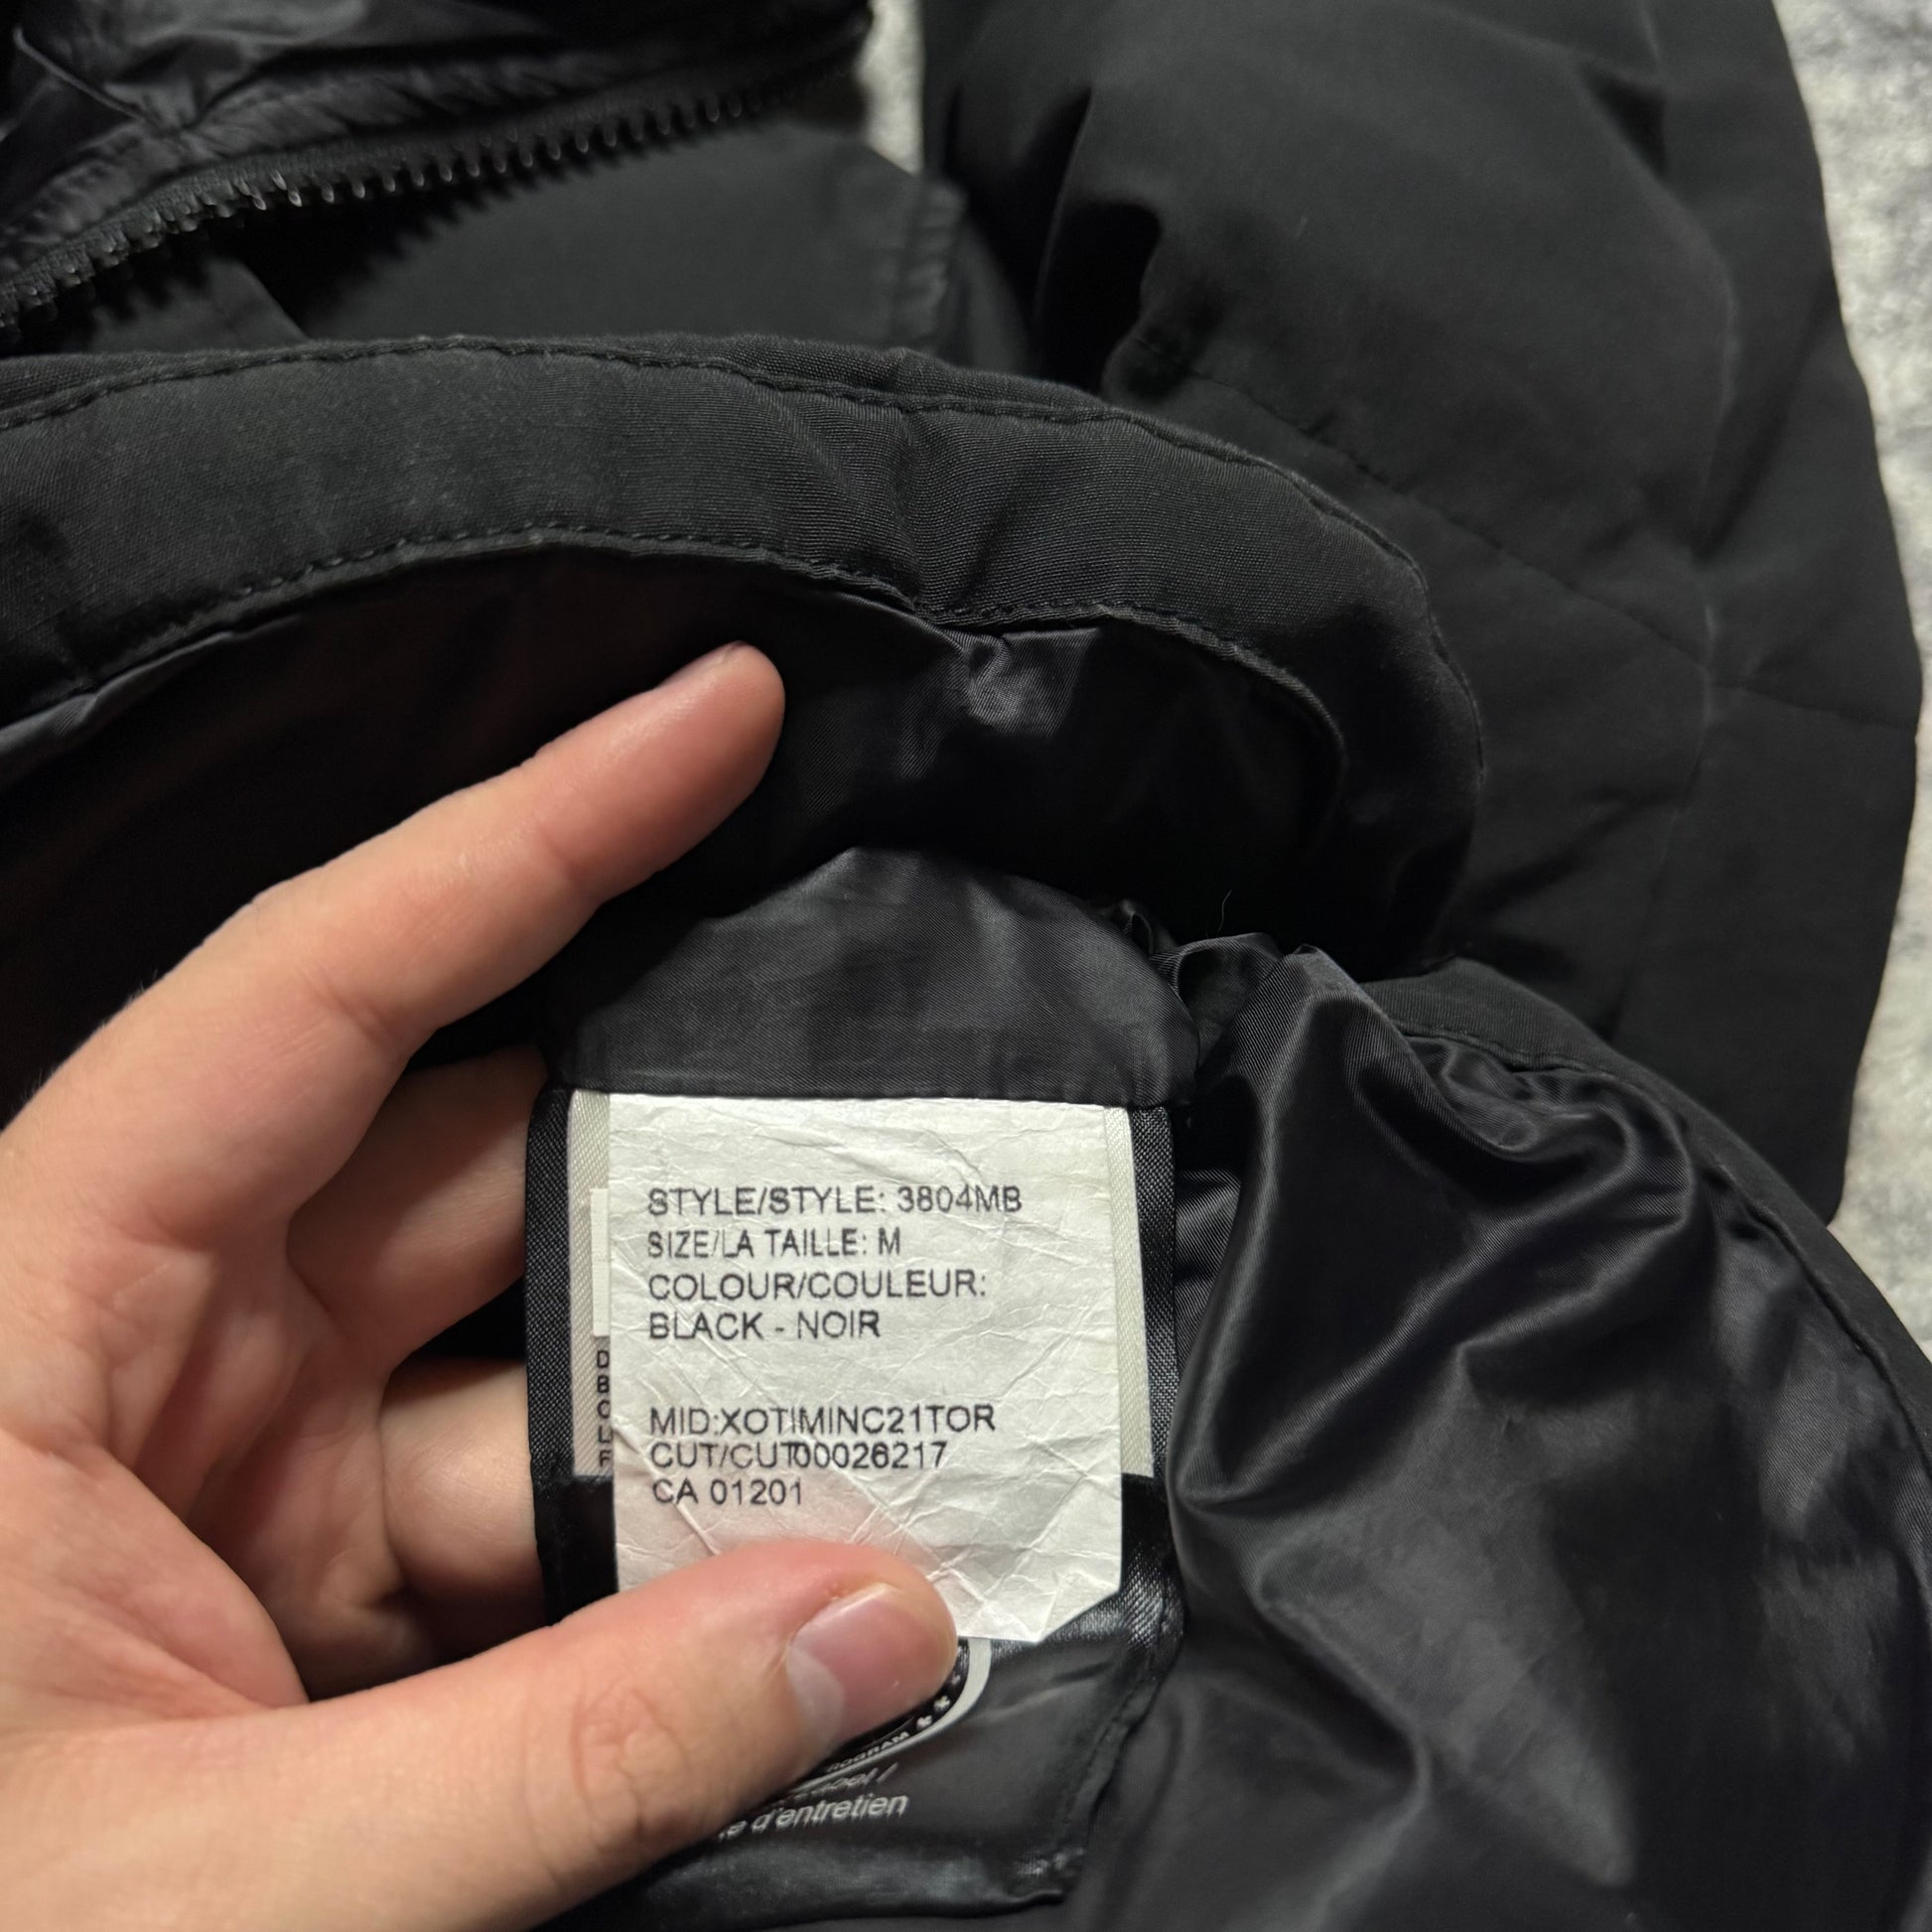 STYLE/STYLE: 3804MB
SIZE/LA TAILLE: M
COLOUR/COULEUR:
BLACK - NOIR
MID:XOTIMINC21TOR
CUT/CUT00026217
CA 01201
D
B
C
L
F
d'entretien